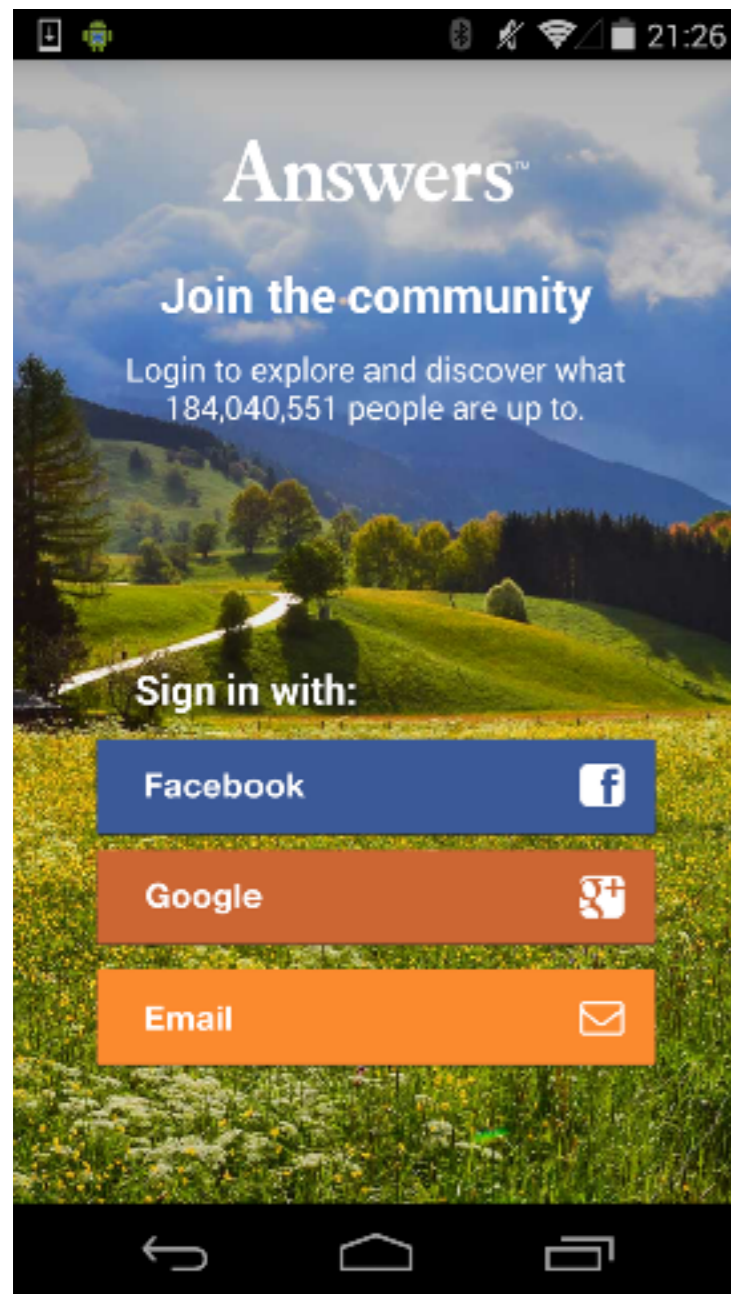 21:26
Answers™
Join the community
Login to explore and discover what
184,040,551 people are up to.
Sign in with:
Facebook
Google
g+
Email